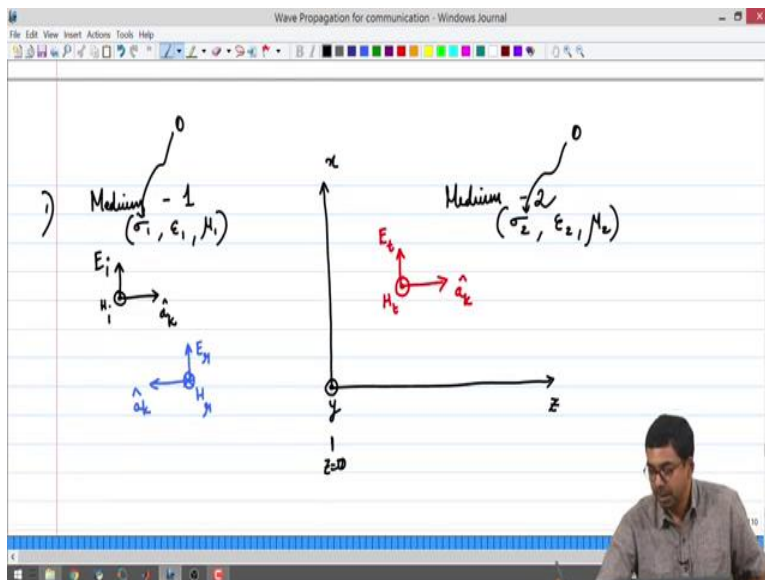 Wave Propagation for communication - Windows Journal
File Edit View Insert Actions Tools Help
B I
0
0
x
1) Medium - 1
Medium - 2
(σ₁, ε₁, μ₁)
(σ₂, ε₂, μ₂)
Eᵢ
Hᵢ
âₖ
Eₜ
Hₜ
âₖ
Eᵣ
âₖ
Hᵣ
y
z
z=0